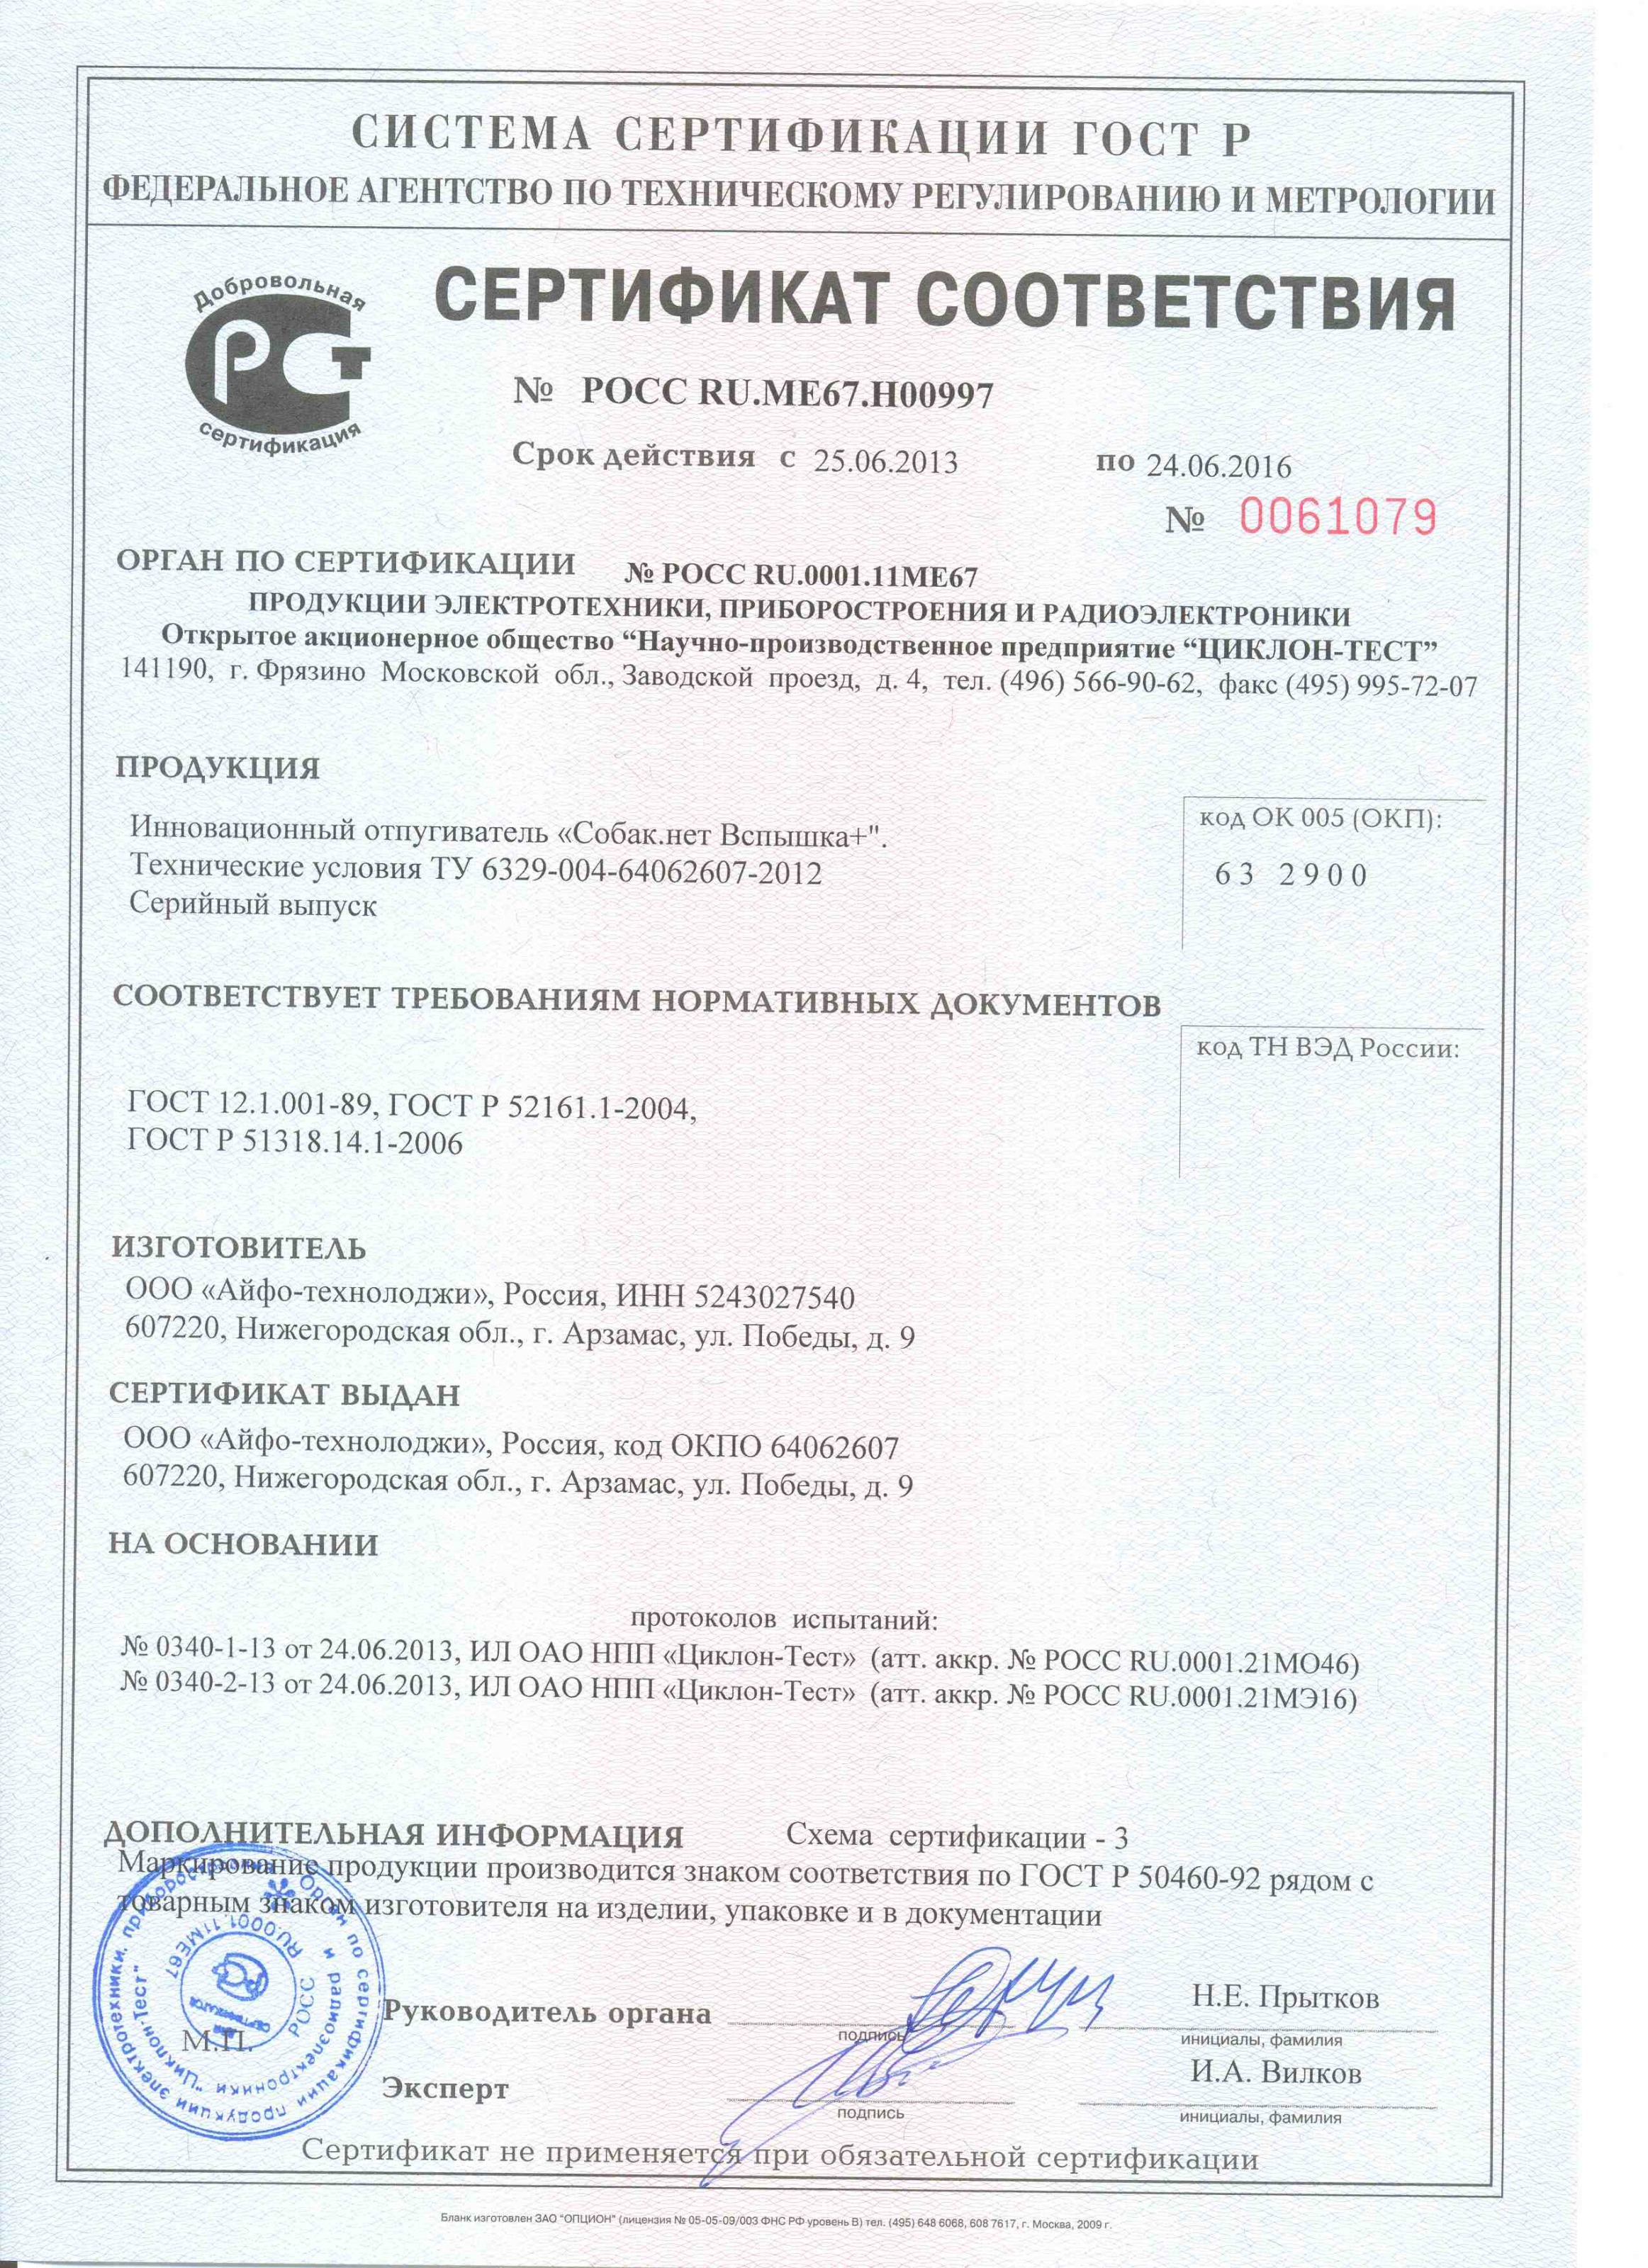 СИСТЕМА СЕРТИФИКАЦИИ ГОСТ Р
ФЕДЕРАЛЬНОЕ АГЕНТСТВО ПО ТЕХНИЧЕСКОМУ РЕГУЛИРОВАНИЮ И МЕТРОЛОГИИ
Добровольная
РСТ
сертификация
СЕРТИФИКАТ СООТВЕТСТВИЯ
№ РОСС RU.МЕ67.Н00997
Срок действия с 25.06.2013 по 24.06.2016
№ 0061079
ОРГАН ПО СЕРТИФИКАЦИИ № РОСС RU.0001.11МЕ67
ПРОДУКЦИИ ЭЛЕКТРОТЕХНИКИ, ПРИБОРОСТРОЕНИЯ И РАДИОЭЛЕКТРОНИКИ
Открытое акционерное общество “Научно-производственное предприятие “ЦИКЛОН-ТЕСТ”
141190, г. Фрязино Московской обл., Заводской проезд, д. 4, тел. (496) 566-90-62, факс (495) 995-72-07
ПРОДУКЦИЯ
Инновационный отпугиватель «Собак.нет Вспышка+".
Технические условия ТУ 6329-004-64062607-2012
Серийный выпуск
код ОК 005 (ОКП):
63 2900
СООТВЕТСТВУЕТ ТРЕБОВАНИЯМ НОРМАТИВНЫХ ДОКУМЕНТОВ
код ТН ВЭД России:
ГОСТ 12.1.001-89, ГОСТ Р 52161.1-2004,
ГОСТ Р 51318.14.1-2006
ИЗГОТОВИТЕЛЬ
ООО «Айфо-технолоджи», Россия, ИНН 5243027540
607220, Нижегородская обл., г. Арзамас, ул. Победы, д. 9
СЕРТИФИКАТ ВЫДАН
ООО «Айфо-технолоджи», Россия, код ОКПО 64062607
607220, Нижегородская обл., г. Арзамас, ул. Победы, д. 9
НА ОСНОВАНИИ
протоколов испытаний:
№ 0340-1-13 от 24.06.2013, ИЛ ОАО НПП «Циклон-Тест» (атт. аккр. № РОСС RU.0001.21МО46)
№ 0340-2-13 от 24.06.2013, ИЛ ОАО НПП «Циклон-Тест» (атт. аккр. № РОСС RU.0001.21МЭ16)
ДОПОЛНИТЕЛЬНАЯ ИНФОРМАЦИЯ Схема сертификации - 3
Маркирование продукции производится знаком соответствия по ГОСТ Р 50460-92 рядом с
товарным знаком изготовителя на изделии, упаковке и в документации
Орган по сертификации продукции электротехники,
и радиоэлектроники "Циклон-Тест"
РОСС RU.0001.11МЕ67
М.П.
Руководитель органа
подпись
Н.Е. Прытков
инициалы, фамилия
Эксперт
подпись
И.А. Вилков
инициалы, фамилия
Сертификат не применяется при обязательной сертификации
Бланк изготовлен ЗАО "ОПЦИОН" (лицензия № 05-05-09/003 ФНС РФ уровень В) тел. (495) 648 6068, 608 7617, г. Москва, 2009 г.